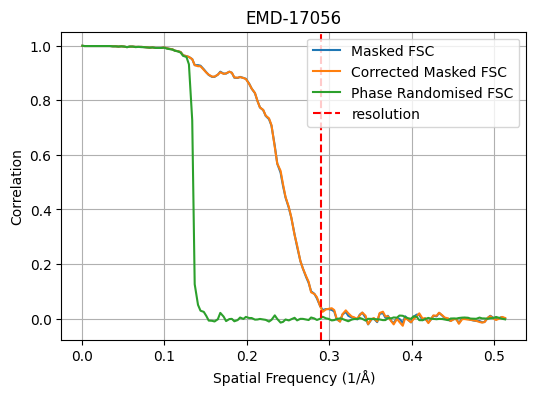 EMD-17056
Masked FSC
Corrected Masked FSC
Phase Randomised FSC
resolution
Correlation
1.0
0.8
0.6
0.4
0.2
0.0
0.0 0.1 0.2 0.3 0.4 0.5
Spatial Frequency (1/Å)